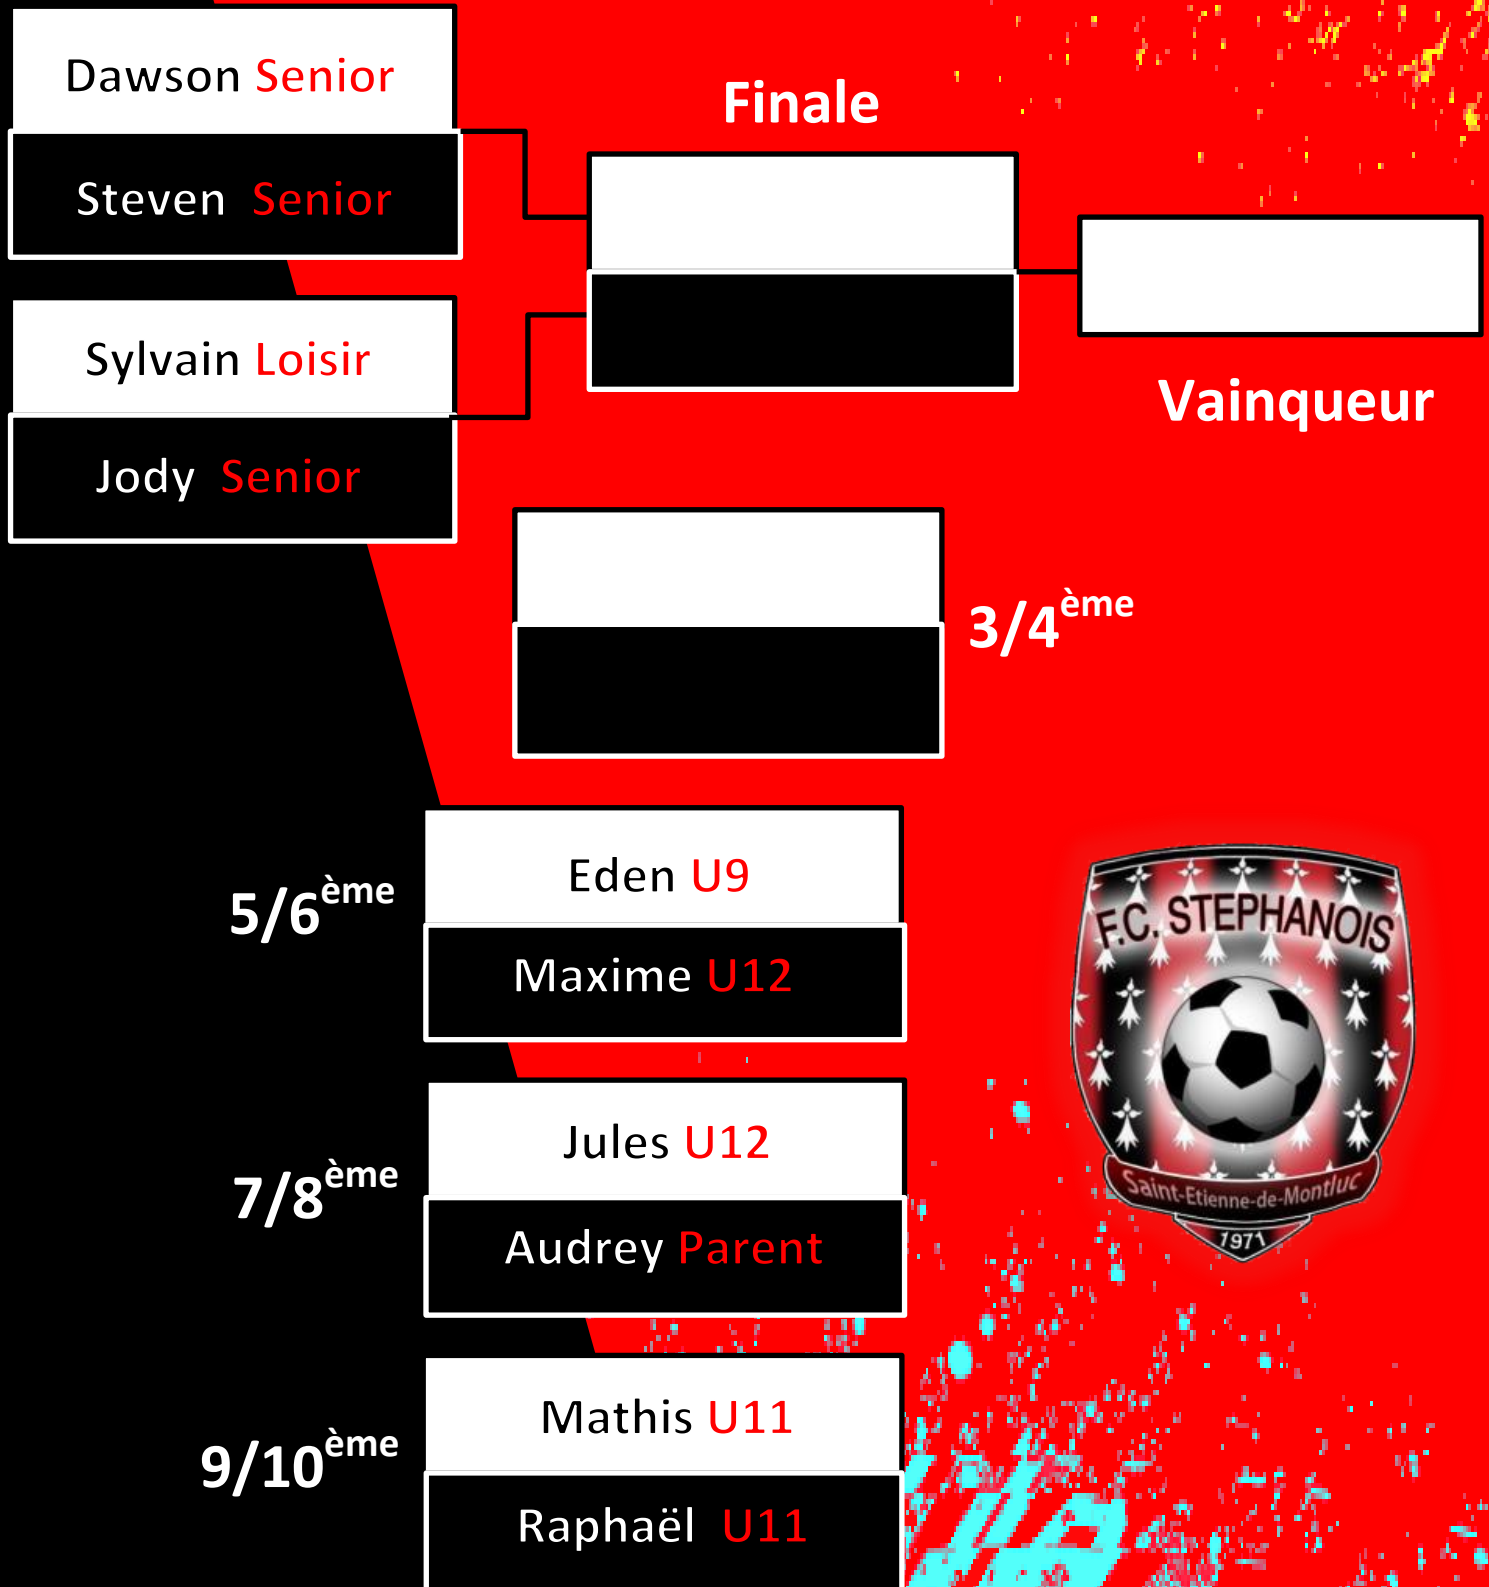 Dawson Senior
Steven Senior
Finale
Sylvain Loisir
Jody Senior
Vainqueur
3/4ème
5/6ème
Eden U9
Maxime U12
7/8ème
Jules U12
Audrey Parent
9/10ème
Mathis U11
Raphaël U11
F.C. STEPHANOIS
Saint-Etienne-de-Montluc
1971